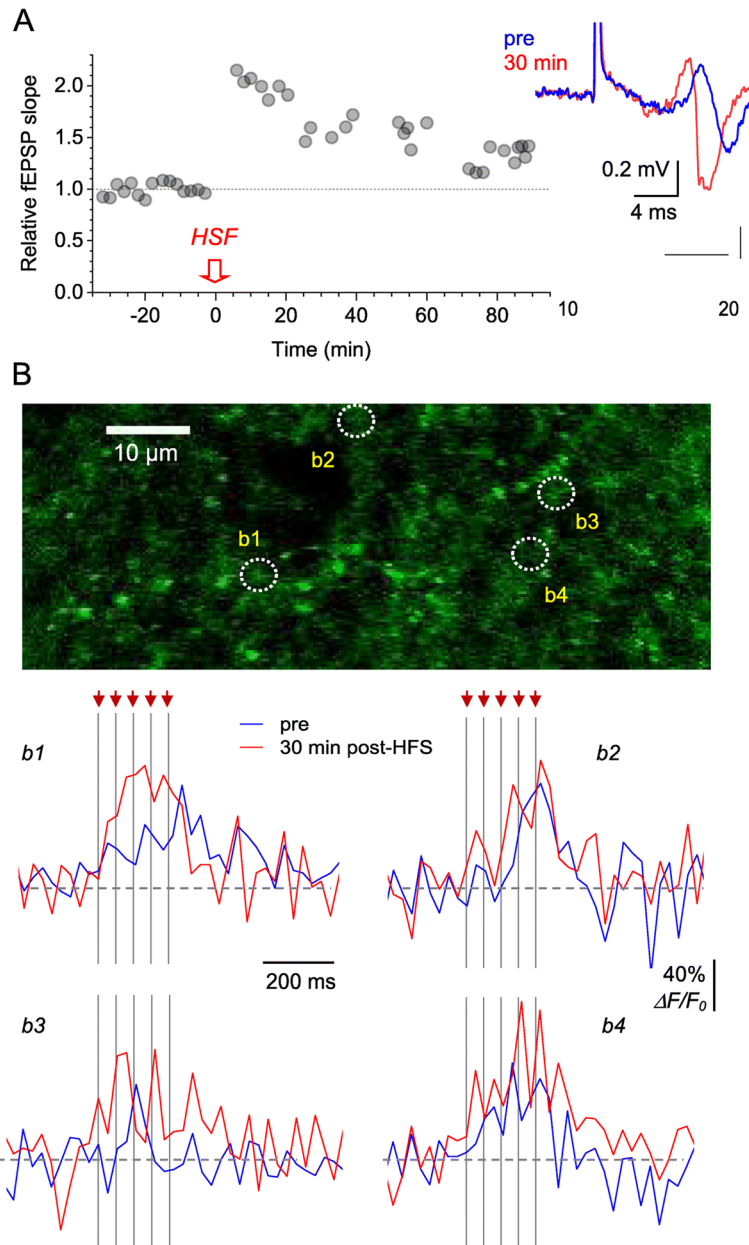 A
Relative fEPSP slope
2.0
1.5
1.0
0.5
0.0
HSF
-20
0
20
40
60
80
Time (min)
pre
30 min
0.2 mV
4 ms
10
20
B
10 µm
b1
b2
b3
b4
pre
30 min post-HFS
b1
b2
200 ms
40%
ΔF/F₀
b3
b4